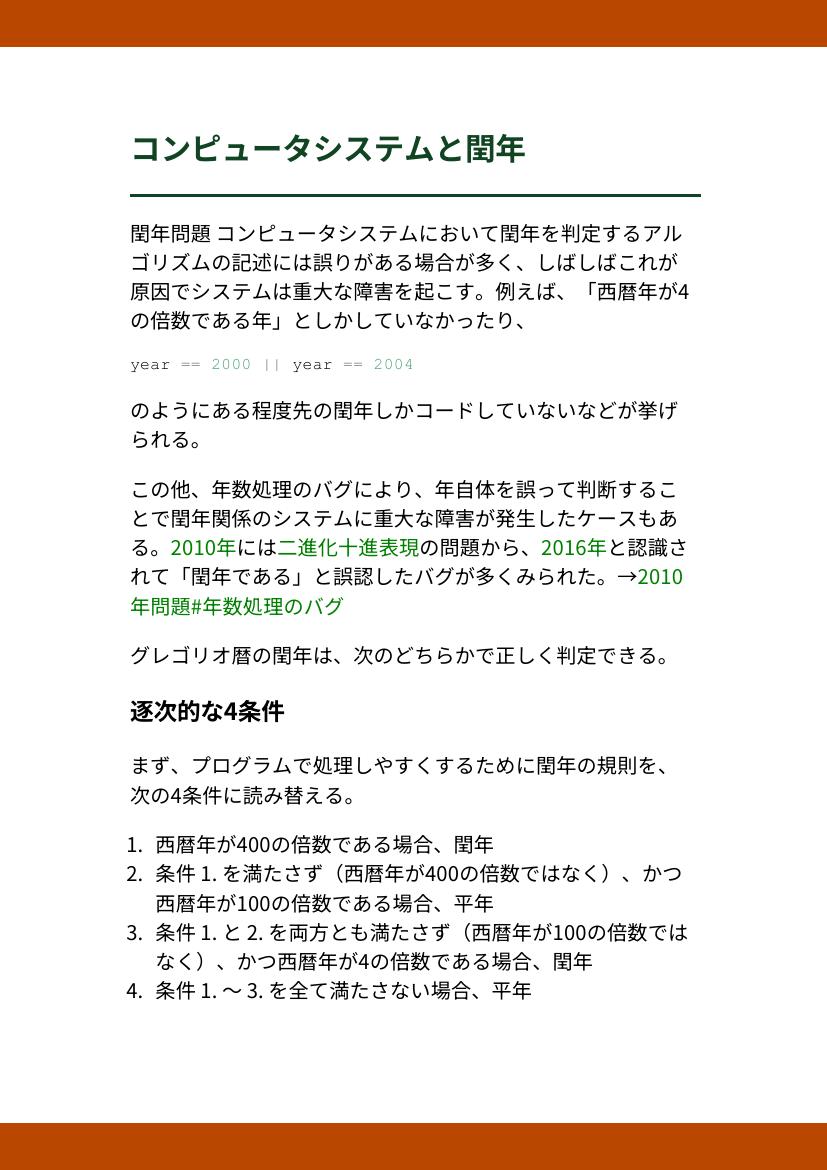 コンピュータシステムと閏年
閏年問題 コンピュータシステムにおいて閏年を判定するアル
ゴリズムの記述には誤りがある場合が多く、しばしばこれが
原因でシステムは重大な障害を起こす。例えば、「西暦年が4
の倍数である年」としかしていなかったり、
year == 2000 || year == 2004
のようにある程度先の閏年しかコードしていないなどが挙げ
られる。
この他、年数処理のバグにより、年自体を誤って判断するこ
とで閏年関係のシステムに重大な障害が発生したケースもあ
る。2010年には二進化十進表現の問題から、2016年と認識さ
れて「閏年である」と誤認したバグが多くみられた。→2010
年問題#年数処理のバグ
グレゴリオ暦の閏年は、次のどちらかで正しく判定できる。
逐次的な4条件
まず、プログラムで処理しやすくするために閏年の規則を、
次の4条件に読み替える。
1. 西暦年が400の倍数である場合、閏年
2. 条件 1. を満たさず（西暦年が400の倍数ではなく）、かつ
西暦年が100の倍数である場合、平年
3. 条件 1. と 2. を両方とも満たさず（西暦年が100の倍数では
なく）、かつ西暦年が4の倍数である場合、閏年
4. 条件 1. 〜 3. を全て満たさない場合、平年